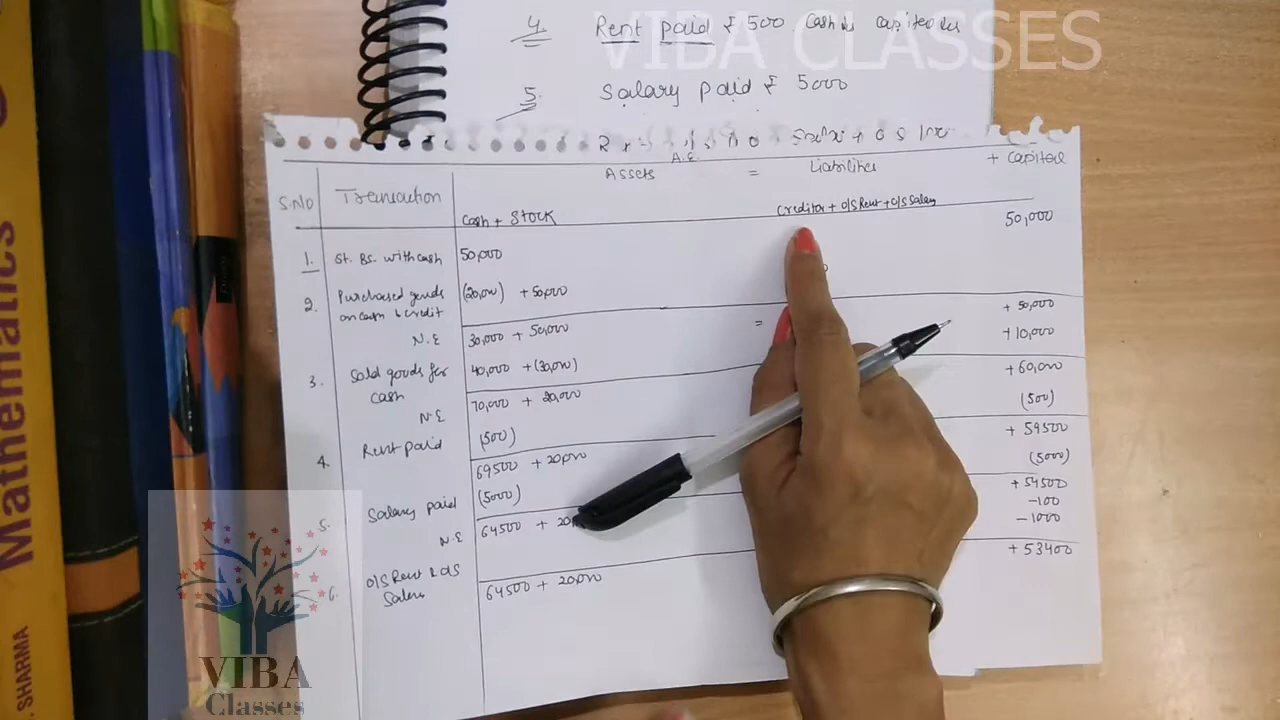 VIBA CLASSES
4. Rent paid ₹ 500 Cash &
5. Salary paid ₹ 5000
A.E.
Assets = Liabilities + Capital
S.NO Transaction Cash + Stock Creditor + O/S Rent + O/S Salary
1. St. Bs. with cash 50,000 50,000
2. Purchased goods on cash & credit (20,000) + 50,000
N.E 30,000 + 50,000 = + 50,000
3. Sold goods for cash 40,000 + (30,000) + 10,000
N.E 70,000 + 20,000 + 60,000
4. Rent paid (500) (500)
69500 + 20,000 + 59500
5. Salary paid (5000) (5000)
N.E 64500 + + 54500
6. O/S Rent & O/S Salary -100
-1000
64500 + 20,000 + 53400
Mathematics
. SHARMA
VIBA
Classes